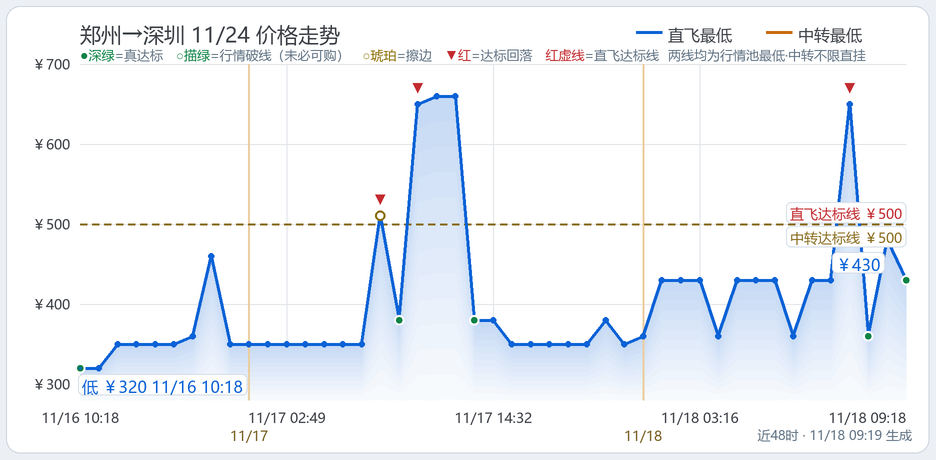 郑州→深圳 11/24 价格走势
直飞最低 中转最低
●深绿=真达标 ○描绿=行情破线（未必可购） ○琥珀=擦边 ▼红=达标回落 红虚线=直飞达标线 两线均为行情池最低·中转不限直挂
¥700
¥600
¥500
¥400
¥300
直飞达标线 ¥500
中转达标线 ¥500
¥430
低 ¥320 11/16 10:18
11/16 10:18 11/17 02:49 11/17 14:32 11/18 03:16 11/18 09:18
11/17 11/18
近48时 · 11/18 09:19 生成